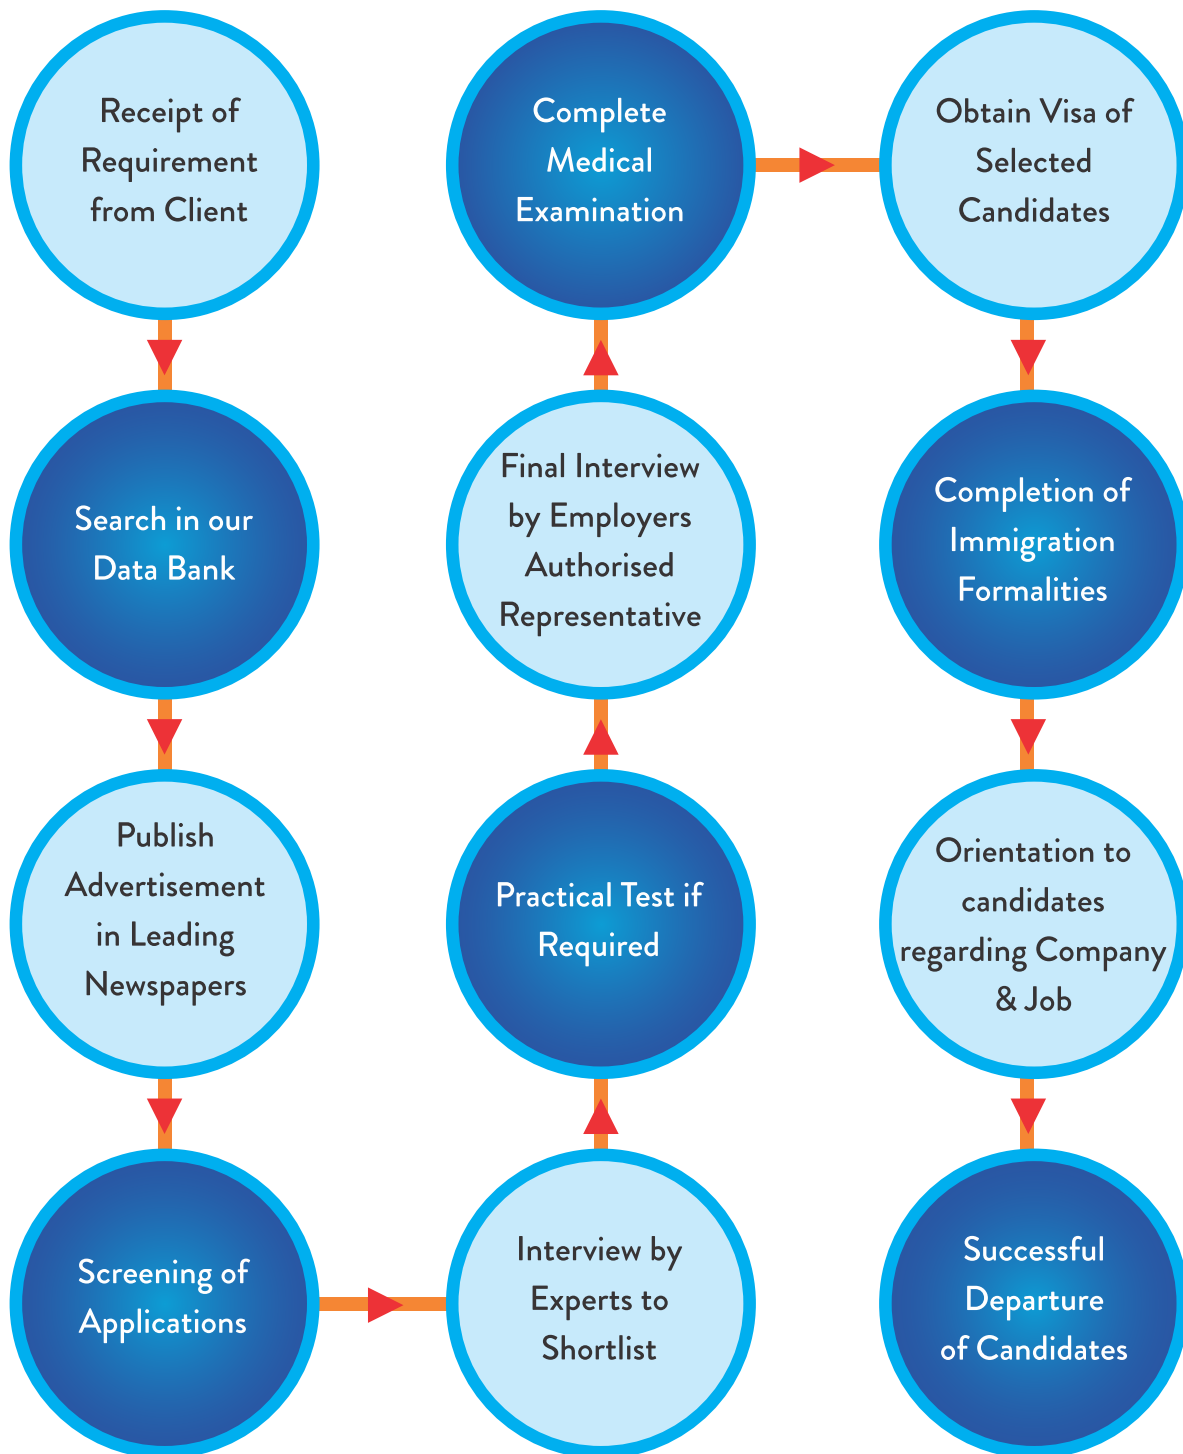 Receipt of
Requirement
from Client
Search in our
Data Bank
Publish
Advertisement
in Leading
Newspapers
Screening of
Applications
Interview by
Experts to
Shortlist
Practical Test if
Required
Final Interview
by Employers
Authorised
Representative
Complete
Medical
Examination
Obtain Visa of
Selected
Candidates
Completion of
Immigration
Formalities
Orientation to
candidates
regarding Company
& Job
Successful
Departure
of Candidates